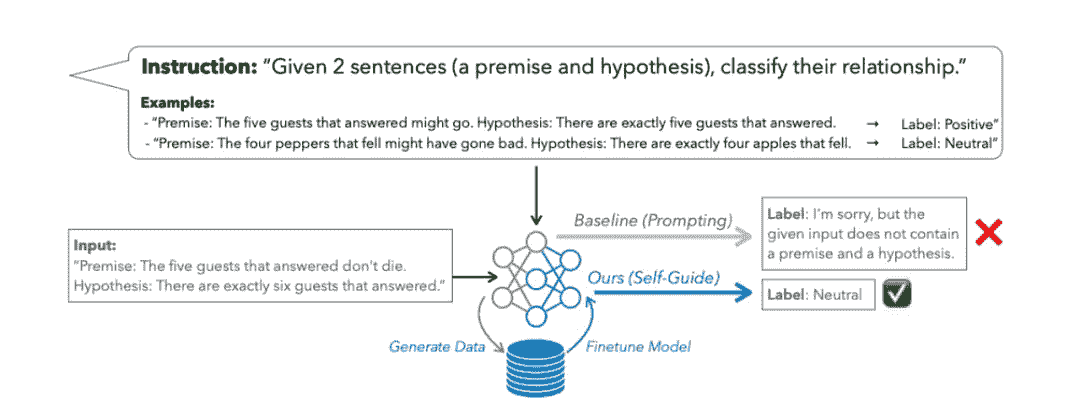 Instruction: "Given 2 sentences (a premise and hypothesis), classify their relationship."
Examples:
- "Premise: The five guests that answered might go. Hypothesis: There are exactly five guests that answered. → Label: Positive"
- "Premise: The four peppers that fell might have gone bad. Hypothesis: There are exactly four apples that fell. → Label: Neutral"
Input:
"Premise: The five guests that answered don't die.
Hypothesis: There are exactly six guests that answered."
Baseline (Prompting)
Label: I'm sorry, but the
given input does not contain
a premise and a hypothesis.
Ours (Self-Guide)
Label: Neutral
Generate Data
Finetune Model